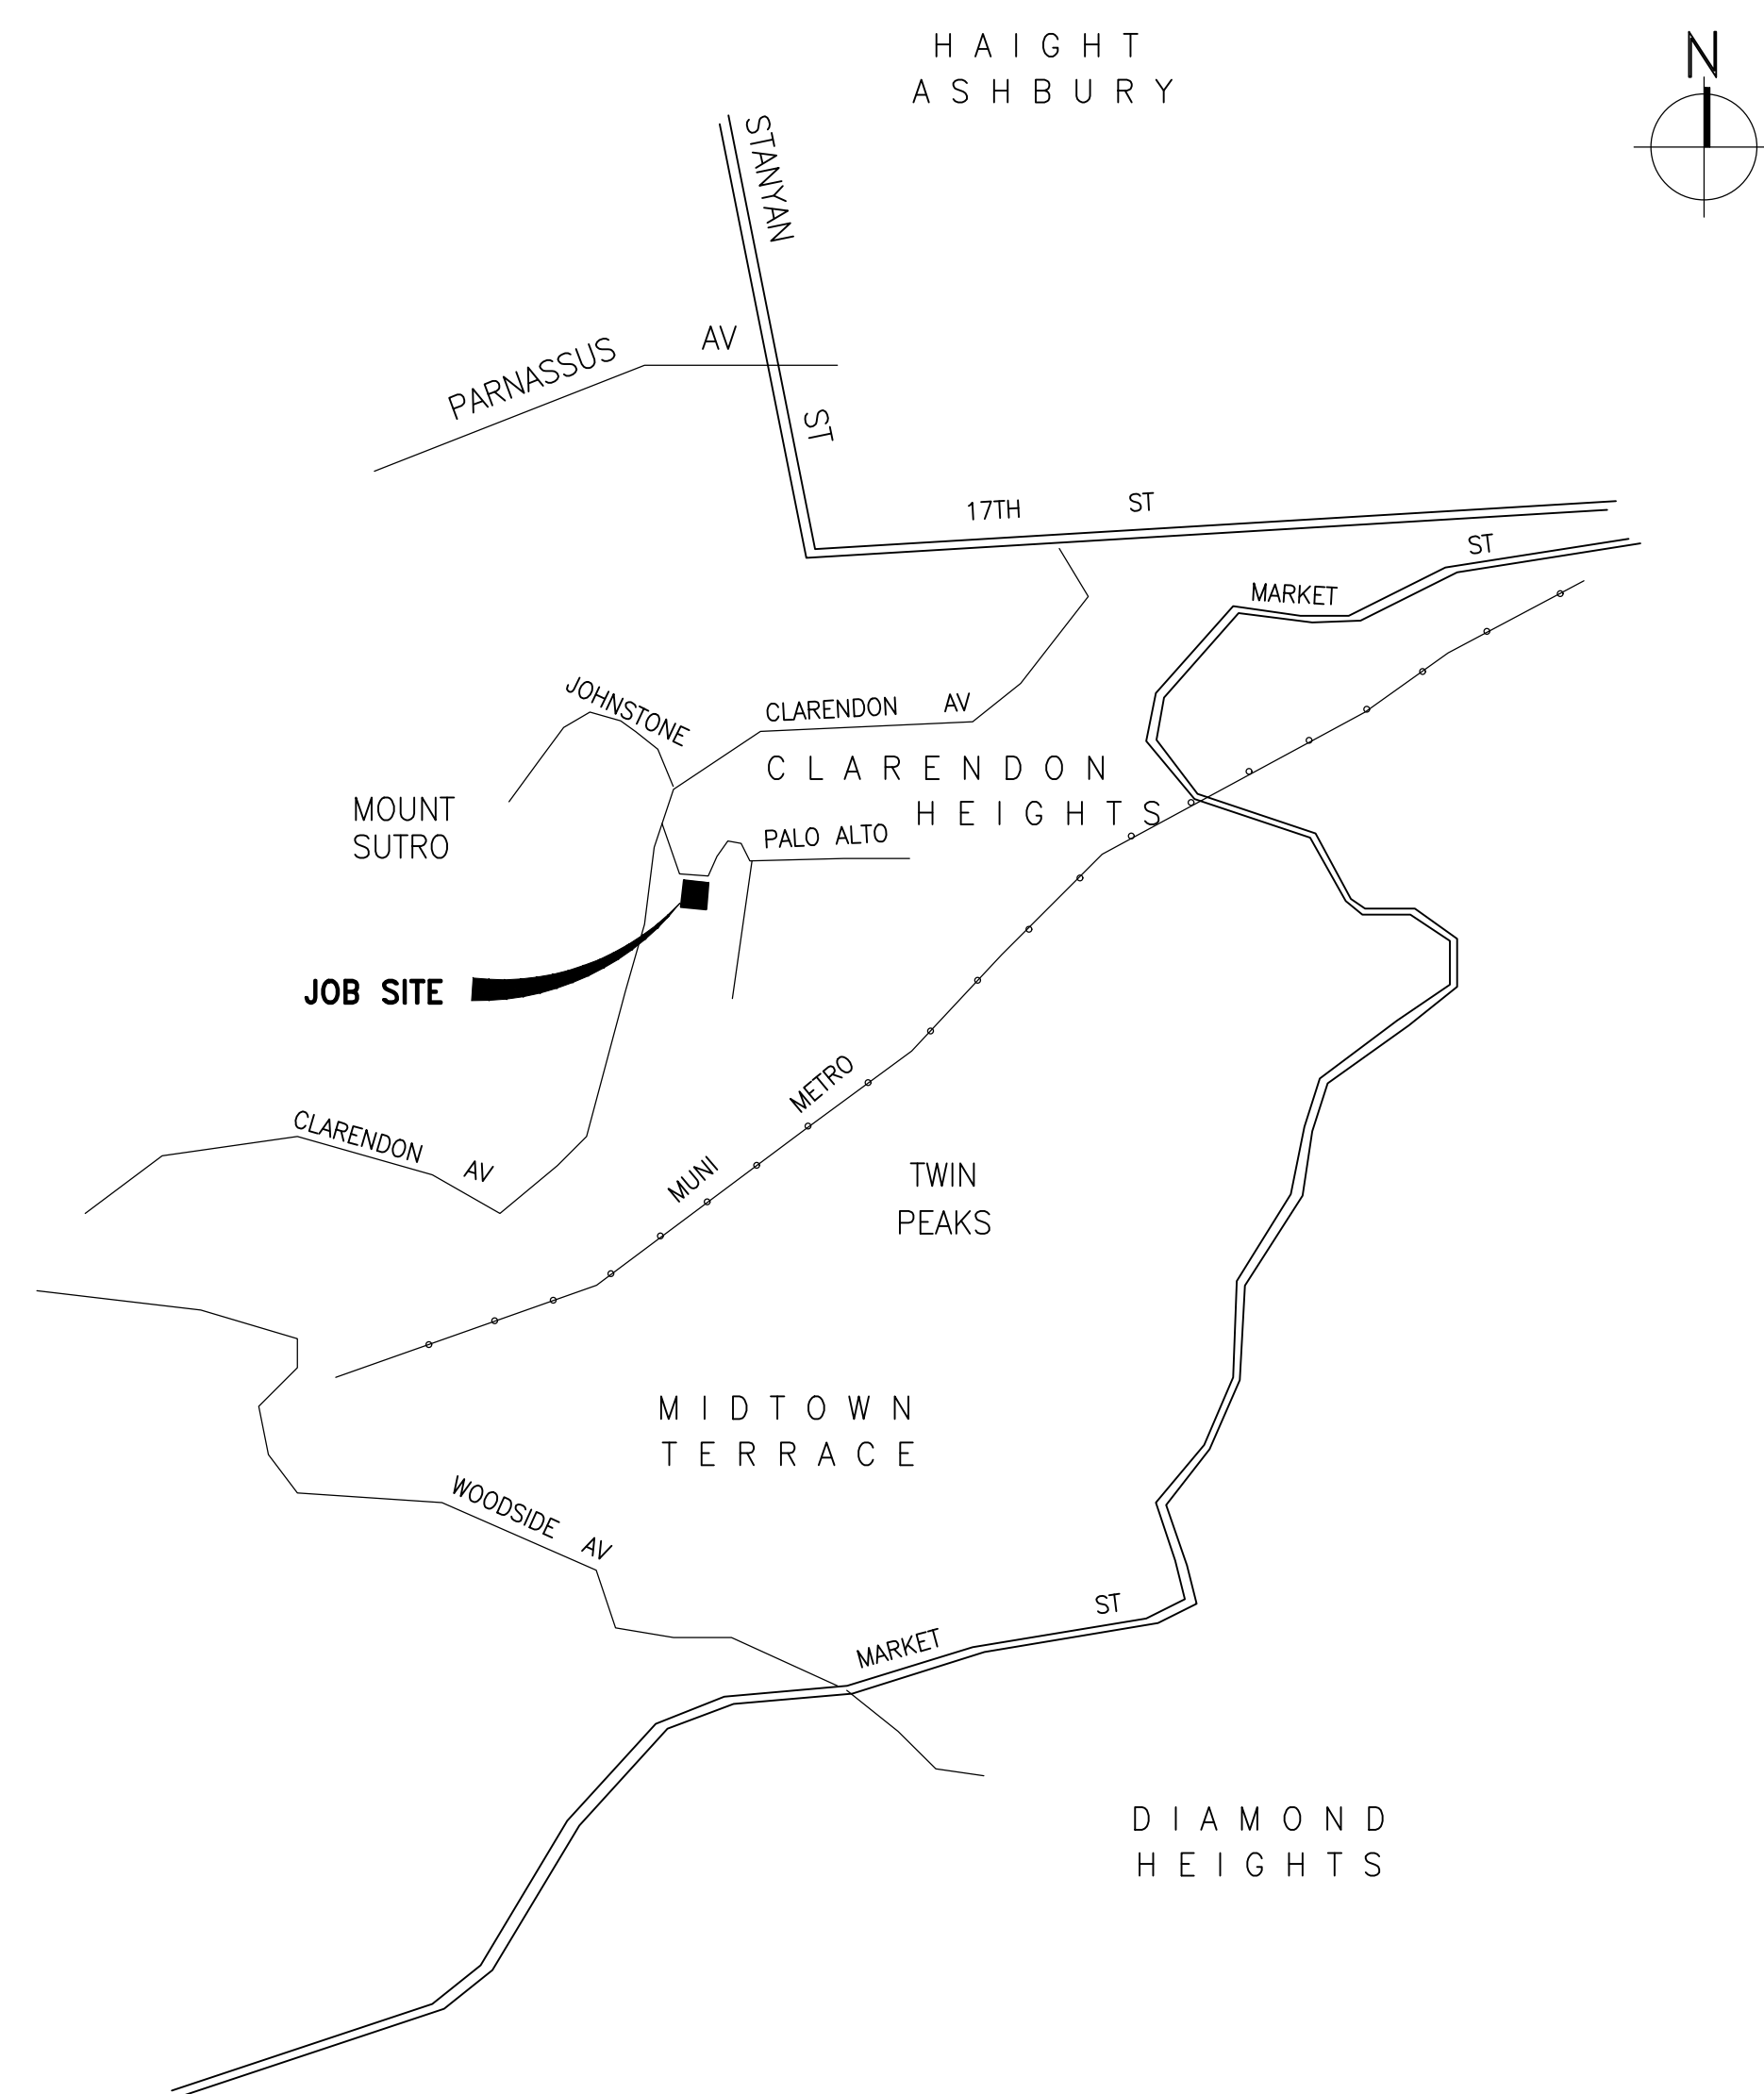 HAIGHT
ASHBURY
N
STANYAN
ST
PARNASSUS AV
17TH ST
MARKET ST
JOHNSTONE
CLARENDON AV
CLARENDON
HEIGHTS
MOUNT
SUTRO
PALO ALTO
JOB SITE
MUNI METRO
CLARENDON AV
TWIN
PEAKS
MIDTOWN
TERRACE
WOODSIDE AV
MARKET ST
DIAMOND
HEIGHTS